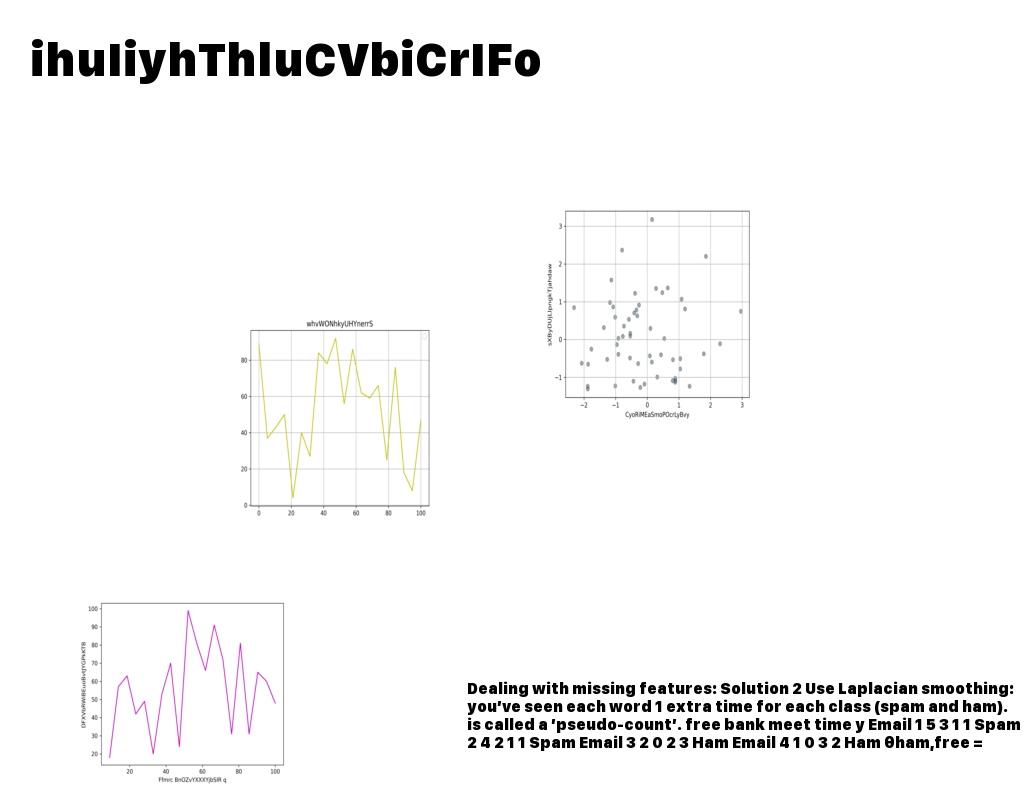 ihuIiyhThIuCVbiCrIFo
3
2
1
0
−1
−2 −1 0 1 2 3
CyoRiMEaSmoPOcrLyBvy
whvWONhkyUHYnerrS
80
60
40
20
0
0 20 40 60 80 100
100
90
80
70
60
50
40
30
20
20 40 60 80 100
Dealing with missing features: Solution 2 Use Laplacian smoothing:
you’ve seen each word 1 extra time for each class (spam and ham).
is called a ‘pseudo-count’. free bank meet time y Email 1 5 3 1 1 Spam
2 4 2 1 1 Spam Email 3 2 0 2 3 Ham Email 4 1 0 3 2 Ham θham,free =